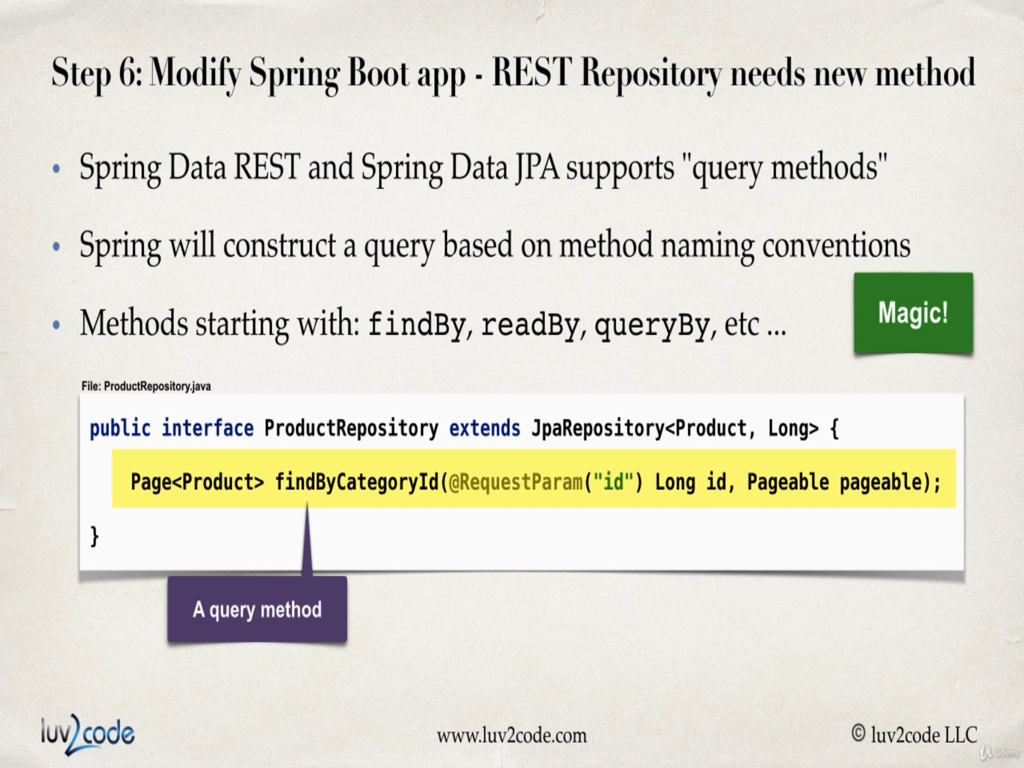 Step 6: Modify Spring Boot app - REST Repository needs new method
• Spring Data REST and Spring Data JPA supports "query methods"
• Spring will construct a query based on method naming conventions
• Methods starting with: findBy, readBy, queryBy, etc ...
Magic!
File: ProductRepository.java
public interface ProductRepository extends JpaRepository<Product, Long> {
Page<Product> findByCategoryId(@RequestParam("id") Long id, Pageable pageable);
}
A query method
luv2code
www.luv2code.com
© luv2code LLC
Udemy